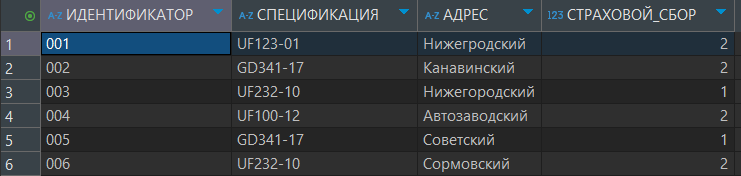 A-Z ИДЕНТИФИКАТОР A-Z СПЕЦИФИКАЦИЯ A-Z АДРЕС 123 СТРАХОВОЙ_СБОР
1 001 UF123-01 Нижегродский 2
2 002 GD341-17 Канавинский 2
3 003 UF232-10 Нижегородский 1
4 004 UF100-12 Автозаводский 2
5 005 GD341-17 Советский 1
6 006 UF232-10 Сормовский 2